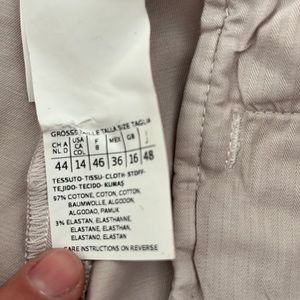 GRÖSSE TAILLE TALLA SIZE TAGLIA
CH A USA F MEX GB I
NL D CA B J
CO
44 14 46 36 16 48
TESSUTO-TISSU-CLOTH-STOFF-
TEJIDO-TECIDO-KUMAŞ
97% COTONE, COTON, COTTON,
BAUMWOLLE, ALGODON,
ALGODAO, PAMUK
3% ELASTAN, ELASTHANNE,
ELASTANE, ELASTHAN,
ELASTANO, ELASTAN
CARE INSTRUCTIONS ON REVERSE